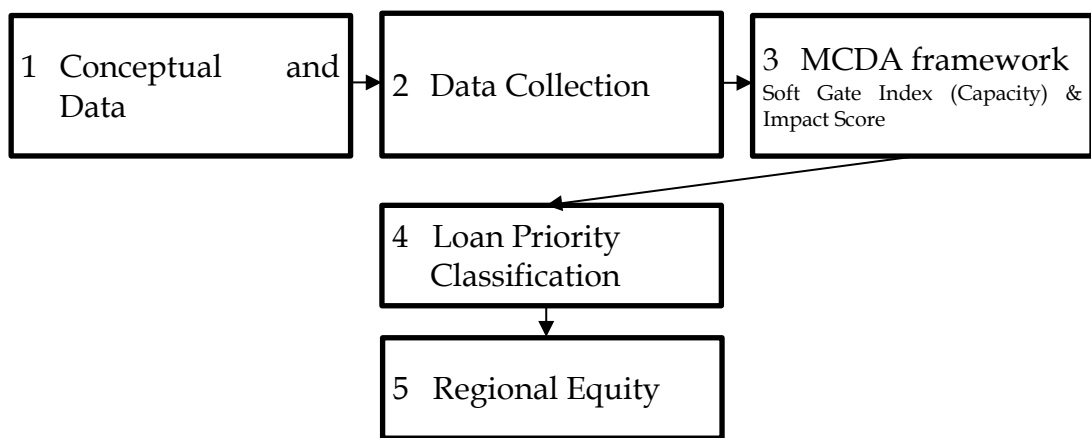 1 Conceptual and
Data
2 Data Collection
3 MCDA framework
Soft Gate Index (Capacity) &
Impact Score
4 Loan Priority
Classification
5 Regional Equity